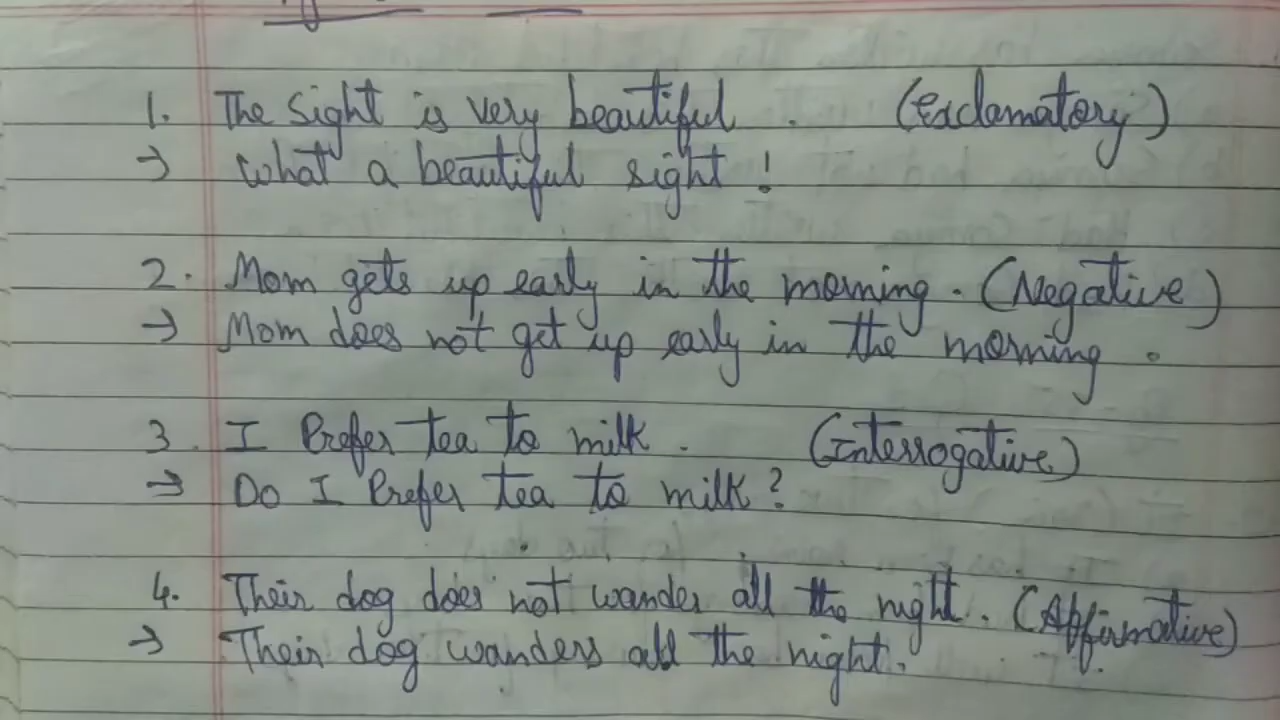 1. The sight is very beautiful. (Exclamatory)
→ What a beautiful sight!
2. Mom gets up early in the morning. (Negative)
→ Mom does not get up early in the morning.
3. I Prefer tea to milk. (Interrogative)
→ Do I Prefer tea to milk?
4. Their dog does not wander all the night. (Affirmative)
→ Their dog wanders all the night.